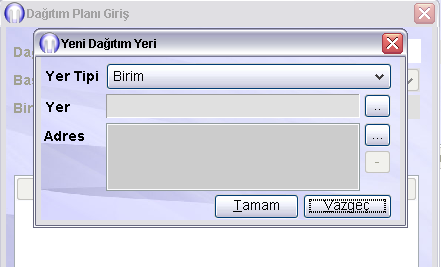 Dağıtım Planı Giriş
Yeni Dağıtım Yeri
Yer Tipi Birim
Yer ..
Adres ...
-
Tamam Vazgeç